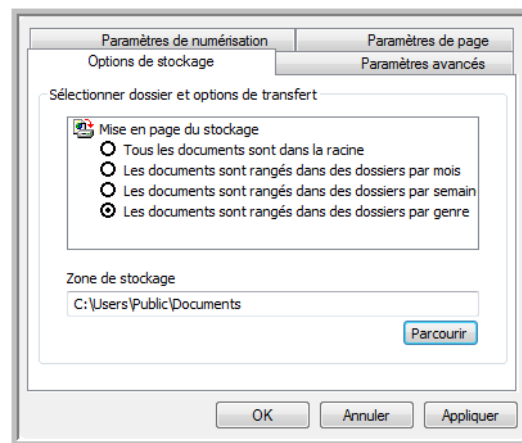 Paramètres de numérisation
Paramètres de page
Options de stockage
Paramètres avancés
Sélectionner dossier et options de transfert
Mise en page du stockage
Tous les documents sont dans la racine
Les documents sont rangés dans des dossiers par mois
Les documents sont rangés dans des dossiers par semain
Les documents sont rangés dans des dossiers par genre
Zone de stockage
C:\Users\Public\Documents
Parcourir
OK
Annuler
Appliquer